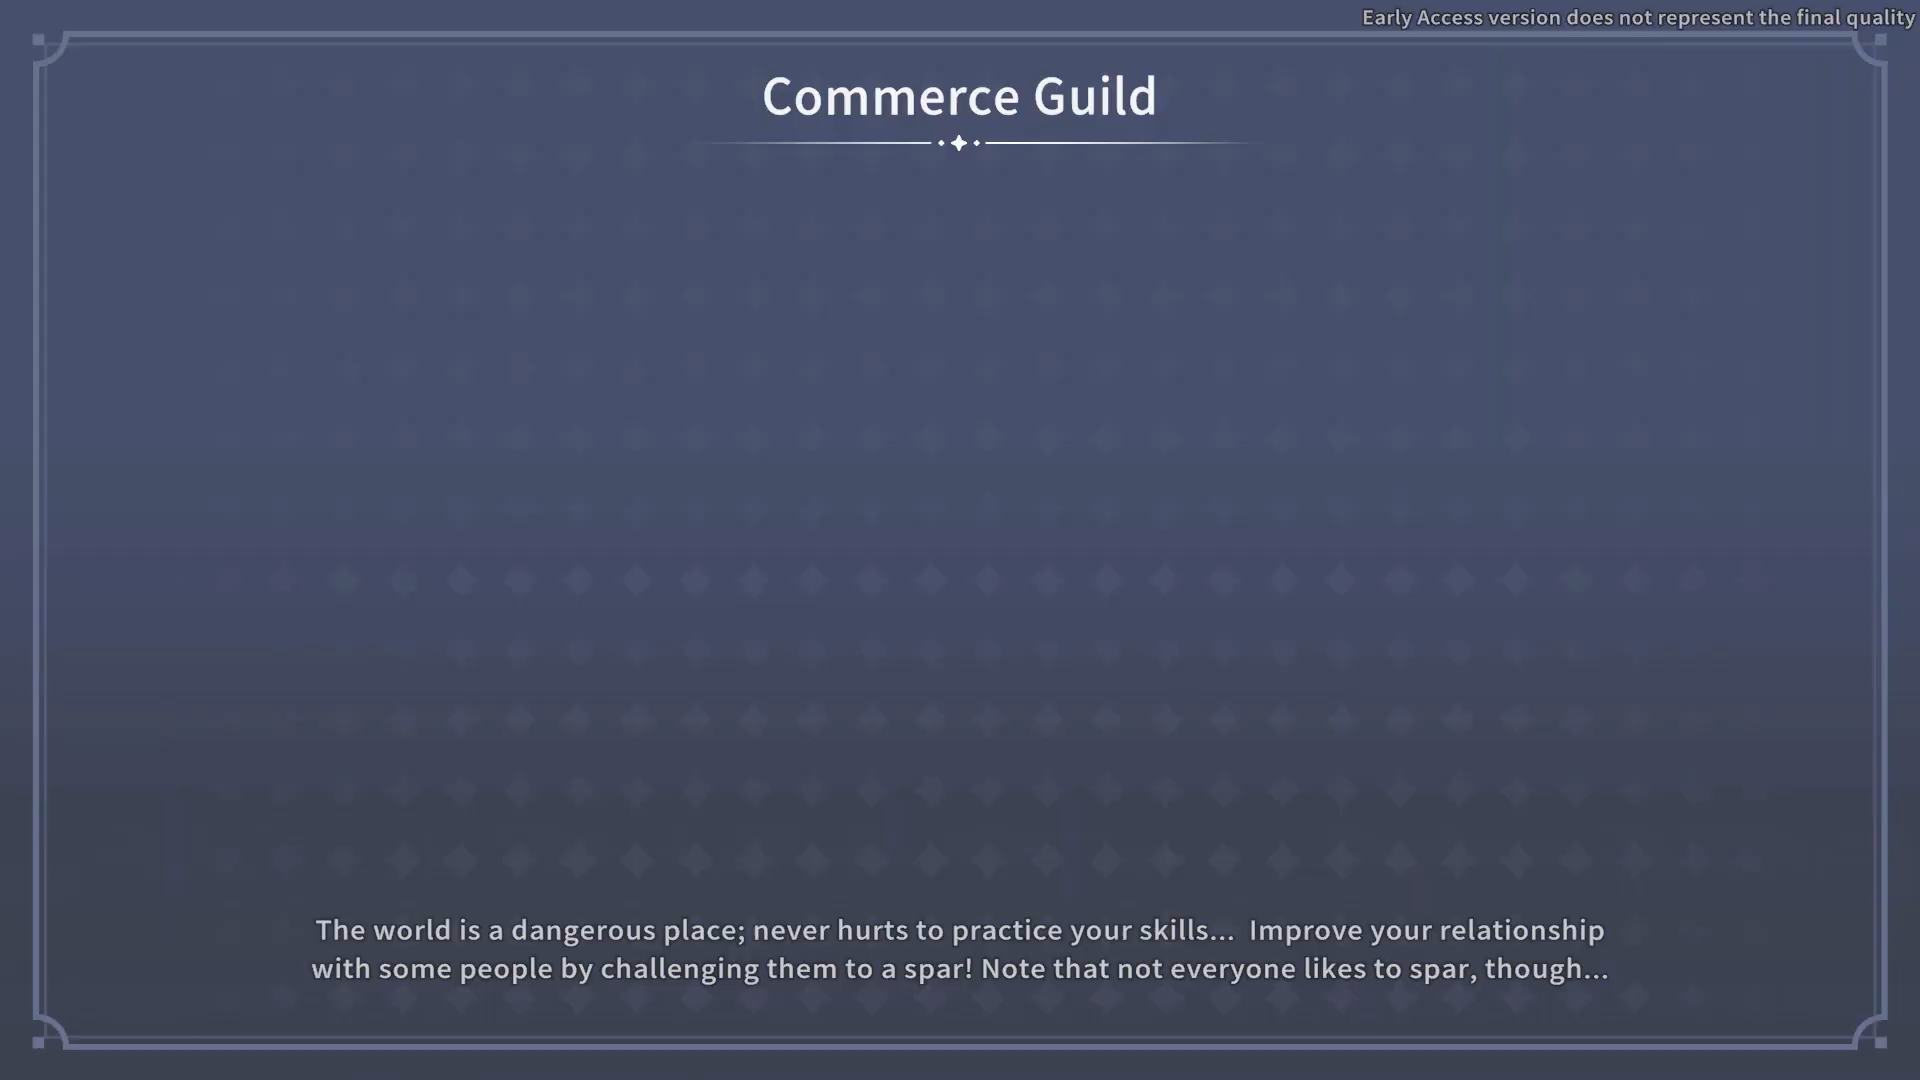 Early Access version does not represent the final quality
Commerce Guild
The world is a dangerous place; never hurts to practice your skills...  Improve your relationship
with some people by challenging them to a spar! Note that not everyone likes to spar, though...